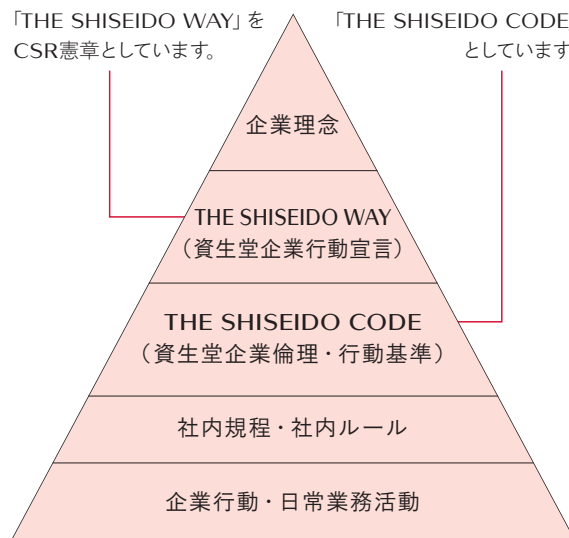 「THE SHISEIDO WAY」を
CSR憲章としています。
「THE SHISEIDO CODE
としています
企業理念
THE SHISEIDO WAY
（資生堂企業行動宣言）
THE SHISEIDO CODE
（資生堂企業倫理・行動基準）
社内規程・社内ルール
企業行動・日常業務活動